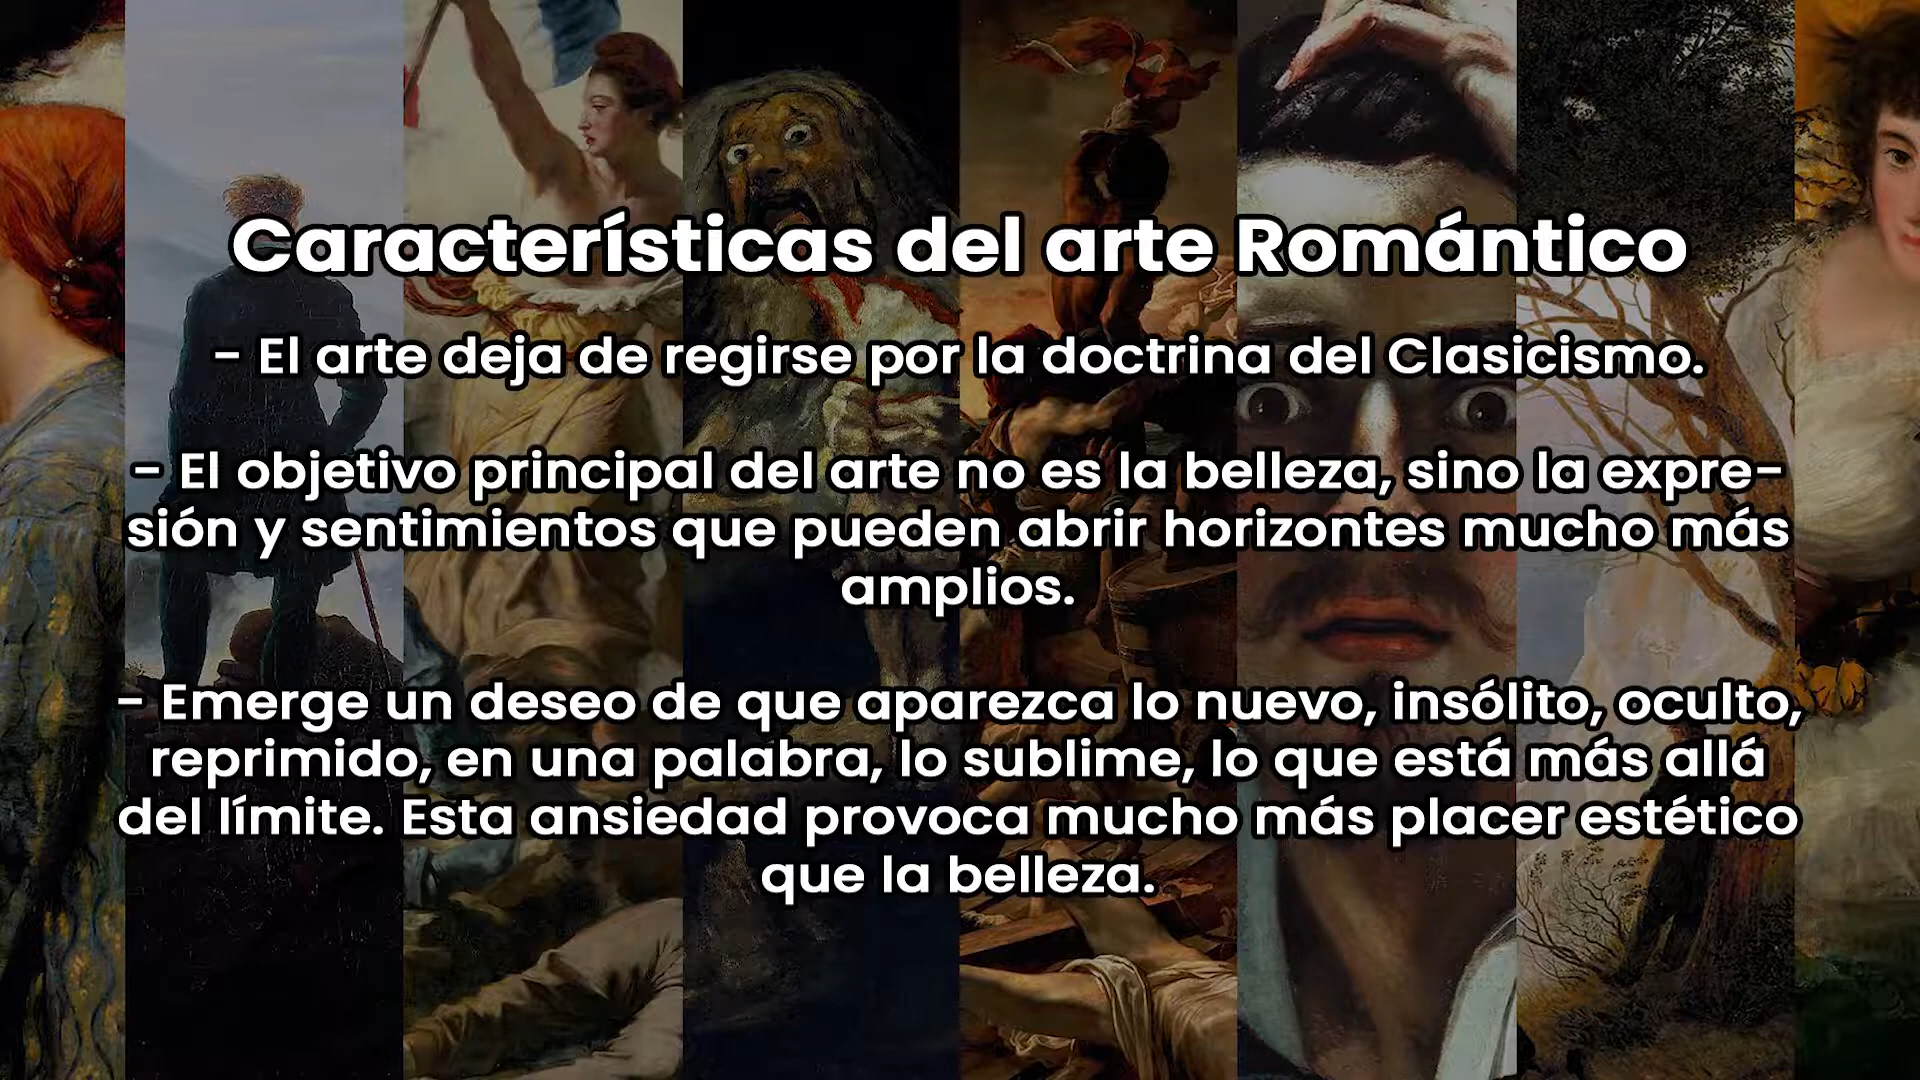 Características del arte Romántico
- El arte deja de regirse por la doctrina del Clasicismo.
- El objetivo principal del arte no es la belleza, sino la expre-
sión y sentimientos que pueden abrir horizontes mucho más
amplios.
- Emerge un deseo de que aparezca lo nuevo, insólito, oculto,
reprimido, en una palabra, lo sublime, lo que está más allá
del límite. Esta ansiedad provoca mucho más placer estético
que la belleza.